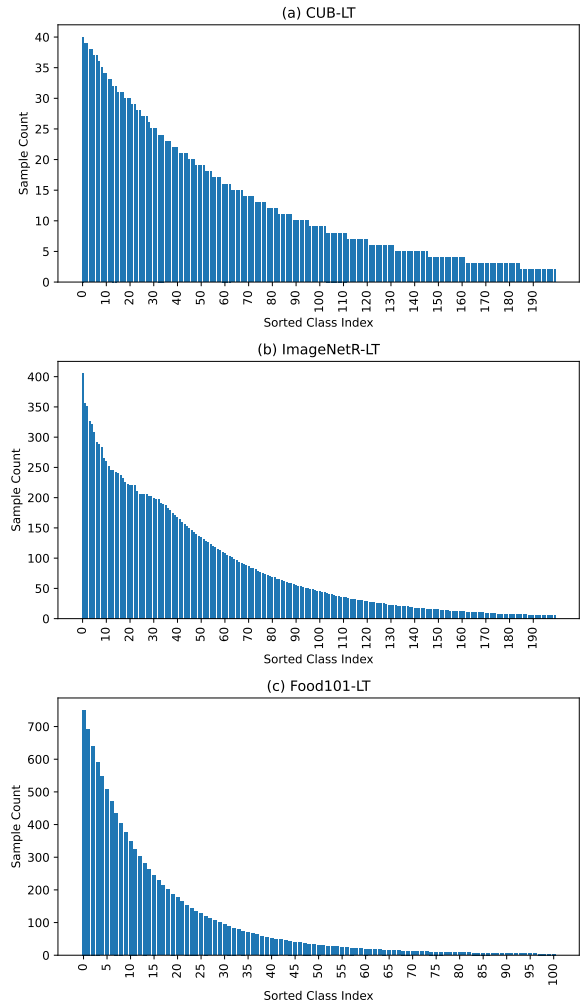 (a) CUB-LT
40
35
30
25
20
15
10
5
0
Sample Count
0 10 20 30 40 50 60 70 80 90 100 110 120 130 140 150 160 170 180 190
Sorted Class Index
(b) ImageNetR-LT
400
350
300
250
200
150
100
50
0
Sample Count
0 10 20 30 40 50 60 70 80 90 100 110 120 130 140 150 160 170 180 190
Sorted Class Index
(c) Food101-LT
700
600
500
400
300
200
100
0
Sample Count
0 5 10 15 20 25 30 35 40 45 50 55 60 65 70 75 80 85 90 95 100
Sorted Class Index